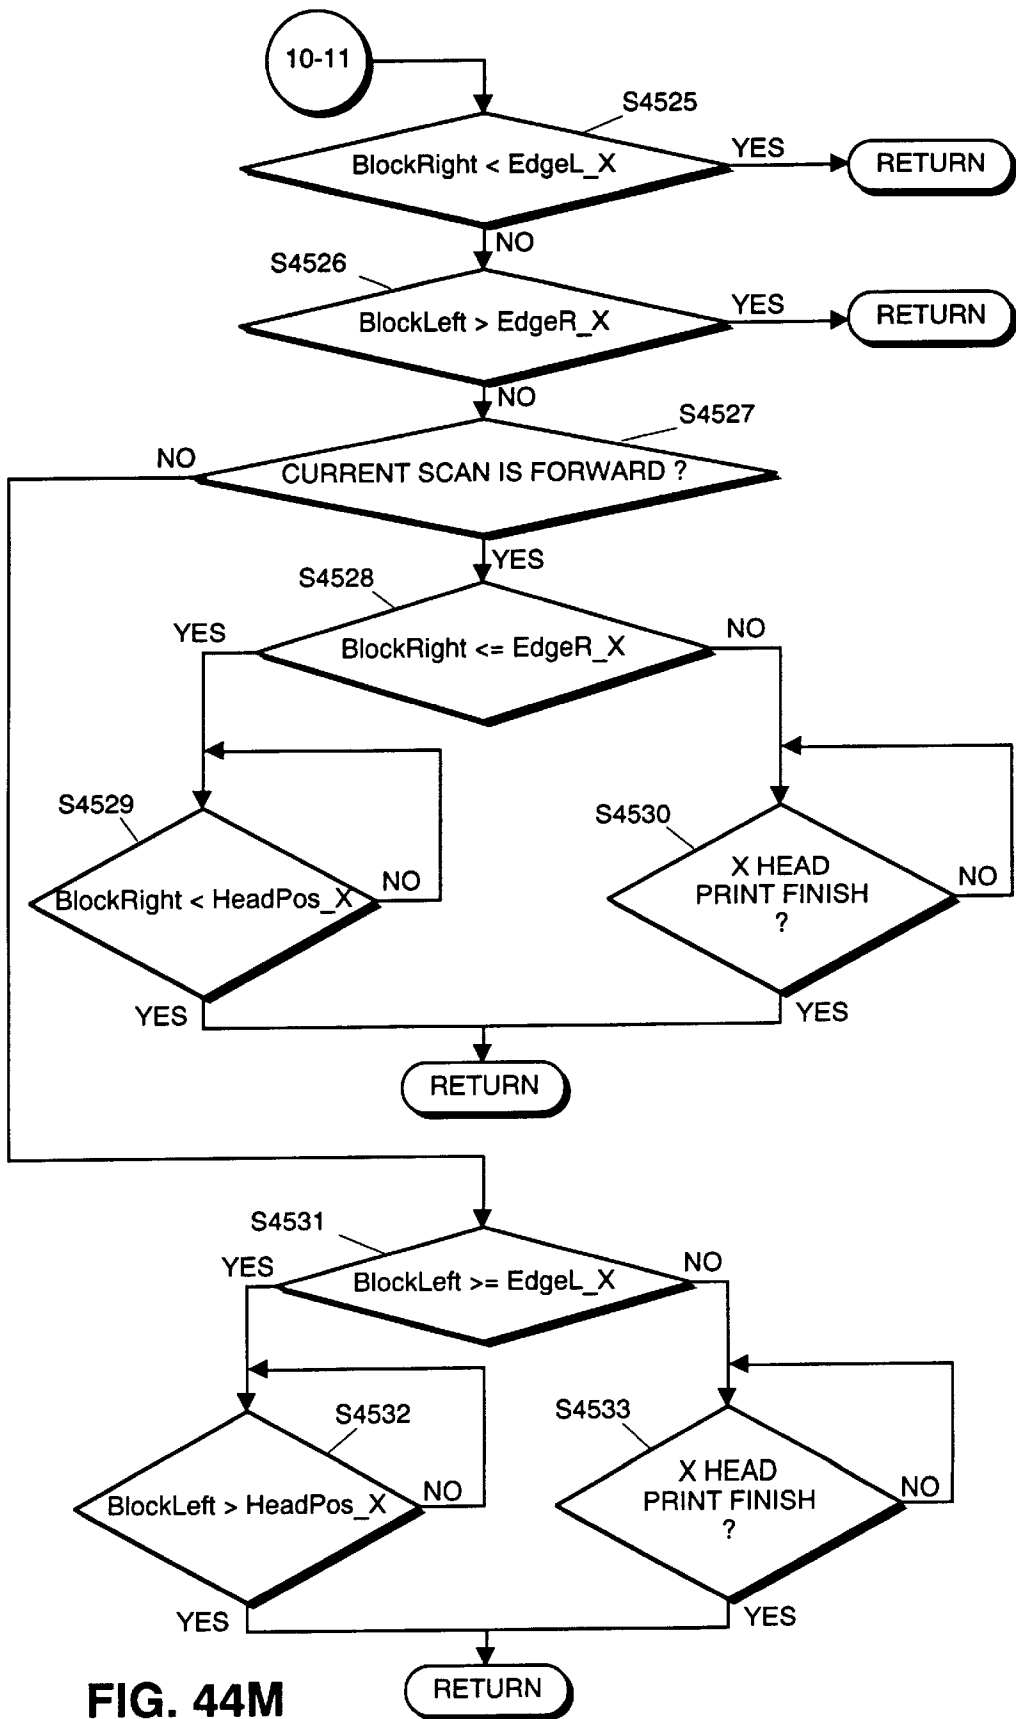 10-11
S4525
BlockRight < EdgeL_X
YES
RETURN
NO
S4526
BlockLeft > EdgeR_X
YES
RETURN
NO
S4527
NO
CURRENT SCAN IS FORWARD ?
YES
S4528
YES
BlockRight <= EdgeR_X
NO
S4529
BlockRight < HeadPos_X
NO
YES
S4530
X HEAD
PRINT FINISH
?
NO
YES
RETURN
S4531
YES
BlockLeft >= EdgeL_X
NO
S4532
BlockLeft > HeadPos_X
NO
YES
S4533
X HEAD
PRINT FINISH
?
NO
YES
RETURN
FIG. 44M